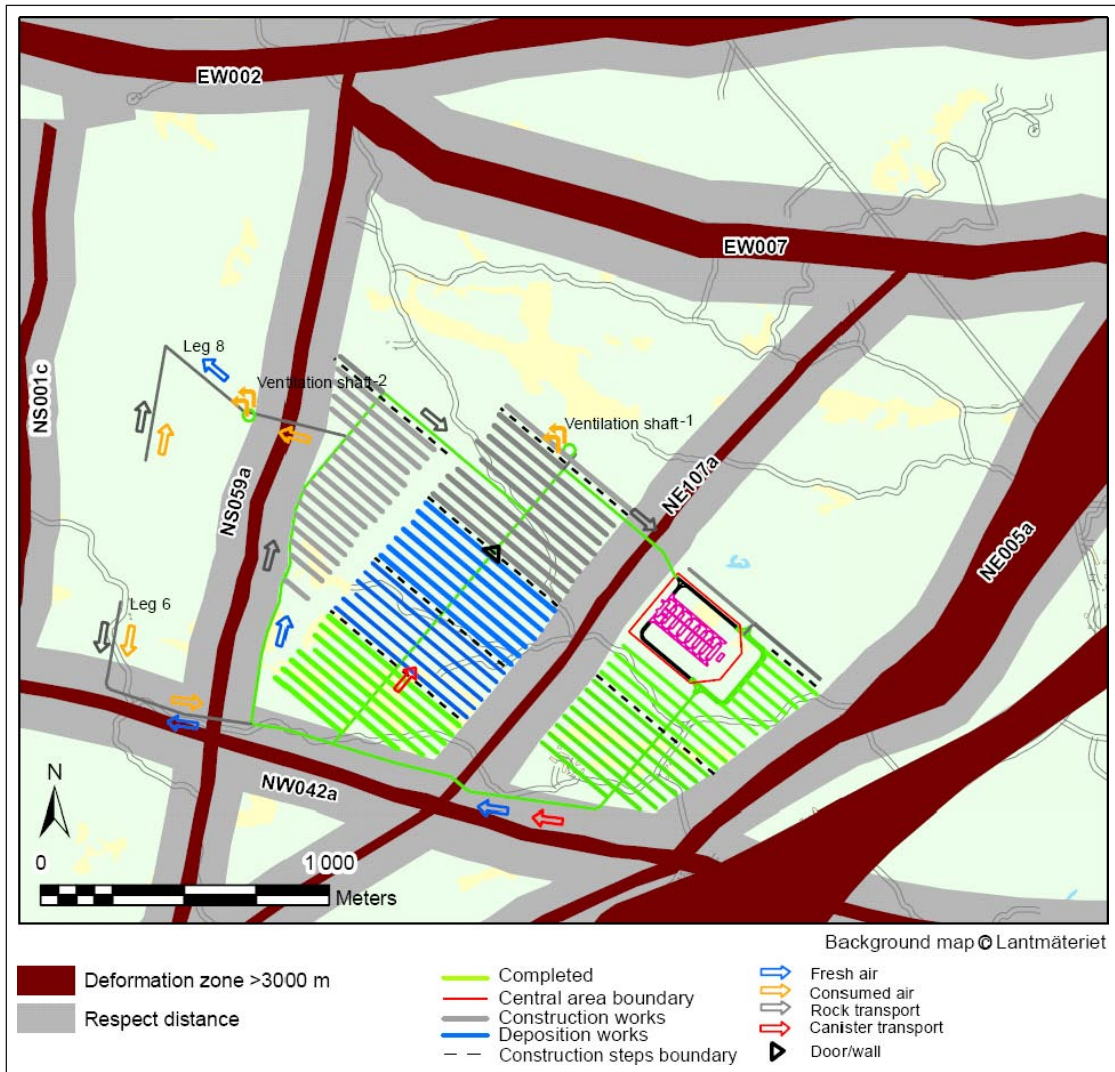 EW002
EW007
NS001c
Leg 8
Ventilation shaft-2
Ventilation shaft-1
NS059a
NE107a
NE005a
Leg 6
NW042a
N
0 1 000
Meters
Background map © Lantmäteriet
Deformation zone >3000 m
Respect distance
Completed
Central area boundary
Construction works
Deposition works
Construction steps boundary
Fresh air
Consumed air
Rock transport
Canister transport
Door/wall